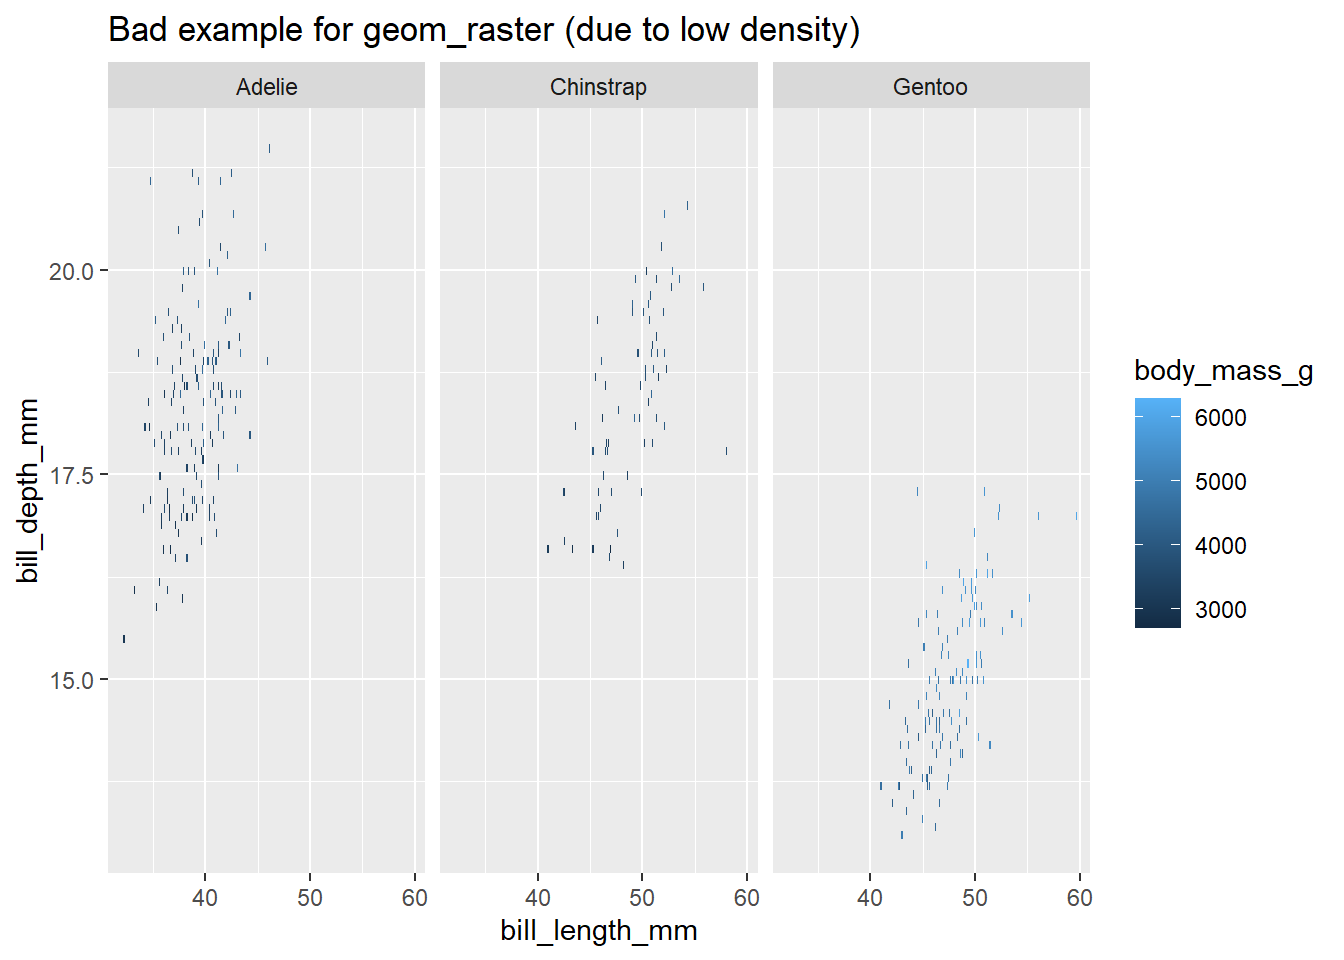 Bad example for geom_raster (due to low density)
Adelie
Chinstrap
Gentoo
bill_depth_mm
20.0
17.5
15.0
40 50 60
40 50 60
40 50 60
bill_length_mm
body_mass_g
6000
5000
4000
3000